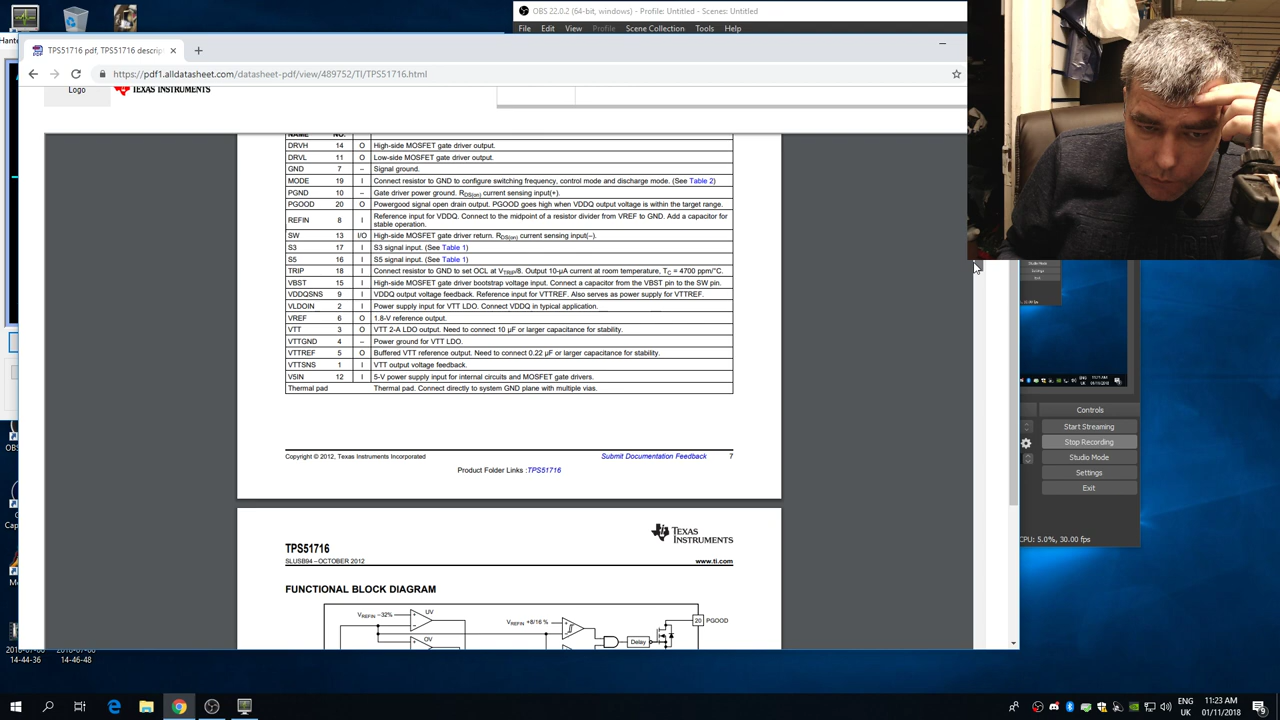 OBS 22.0.2 (64-bit, windows) - Profile: Untitled - Scenes: Untitled
File Edit View Profile Scene Collection Tools Help
TPS51716 pdf, TPS51716 descrip
https://pdf1.alldatasheet.com/datasheet-pdf/view/489752/TI/TPS51716.html
Logo
TEXAS INSTRUMENTS
NAME NO.
DRVH 14 O High-side MOSFET gate driver output.
DRVL 11 O Low-side MOSFET gate driver output.
GND 7 – Signal ground.
MODE 19 I Connect resistor to GND to configure switching frequency, control mode and discharge mode. (See Table 2)
PGND 10 – Gate driver power ground. RDS(on) current sensing input(+).
PGOOD 20 O Powergood signal open drain output. PGOOD goes high when VDDQ output voltage is within the target range.
REFIN 8 I Reference input for VDDQ. Connect to the midpoint of a resistor divider from VREF to GND. Add a capacitor for
stable operation.
SW 13 I/O High-side MOSFET gate driver return. RDS(on) current sensing input(–).
S3 17 I S3 signal input. (See Table 1)
S5 16 I S5 signal input. (See Table 1)
TRIP 18 I Connect resistor to GND to set OCL at VTRIP/8. Output 10-µA current at room temperature, TC = 4700 ppm/°C.
VBST 15 I High-side MOSFET gate driver bootstrap voltage input. Connect a capacitor from the VBST pin to the SW pin.
VDDQSNS 9 I VDDQ output voltage feedback. Reference input for VTTREF. Also serves as power supply for VTTREF.
VLDOIN 2 I Power supply input for VTT LDO. Connect VDDQ in typical application.
VREF 6 O 1.8-V reference output.
VTT 3 O VTT 2-A LDO output. Need to connect 10 µF or larger capacitance for stability.
VTTGND 4 – Power ground for VTT LDO.
VTTREF 5 O Buffered VTT reference output. Need to connect 0.22 µF or larger capacitance for stability.
VTTSNS 1 I VTT output voltage feedback.
V5IN 12 I 5-V power supply input for internal circuits and MOSFET gate drivers.
Thermal pad Thermal pad. Connect directly to system GND plane with multiple vias.
Copyright © 2012, Texas Instruments Incorporated Submit Documentation Feedback 7
Product Folder Links :TPS51716
TEXAS
INSTRUMENTS
TPS51716
SLUSB94–OCTOBER 2012 www.ti.com
FUNCTIONAL BLOCK DIAGRAM
VREFIN –32% UV
VREFIN +8/16 % 20 PGOOD
OV Delay
Controls
Start Streaming
Stop Recording
Studio Mode
Settings
Exit
CPU: 5.0%, 30.00 fps
14-44-36 14-46-48
ENG
UK
11:23 AM
01/11/2018